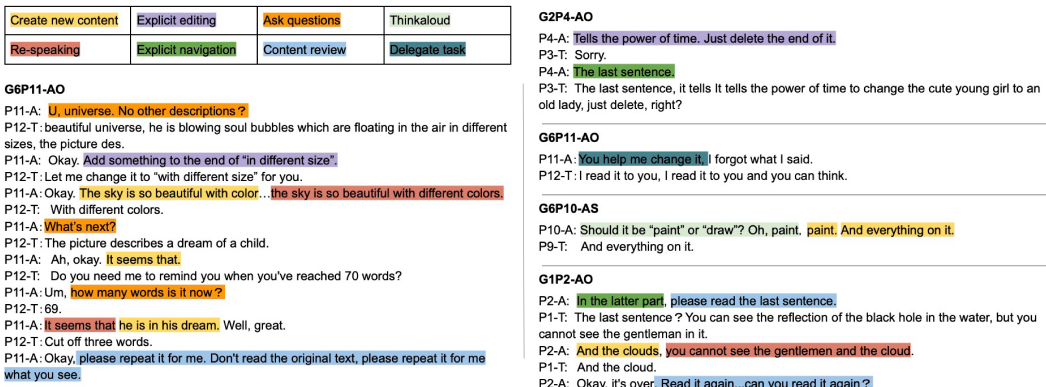 Create new content Explicit editing Ask questions Thinkaloud
Re-speaking Explicit navigation Content review Delegate task
G6P11-AO
P11-A: U, universe. No other descriptions?
P12-T: beautiful universe, he is blowing soul bubbles which are floating in the air in different
sizes, the picture des.
P11-A: Okay. Add something to the end of “in different size”.
P12-T: Let me change it to “with different size” for you.
P11-A: Okay. The sky is so beautiful with color…the sky is so beautiful with different colors.
P12-T: With different colors.
P11-A: What's next?
P12-T: The picture describes a dream of a child.
P11-A: Ah, okay. It seems that.
P12-T: Do you need me to remind you when you've reached 70 words?
P11-A: Um, how many words is it now?
P12-T: 69.
P11-A: It seems that he is in his dream. Well, great.
P12-T: Cut off three words.
P11-A: Okay, please repeat it for me. Don't read the original text, please repeat it for me
what you see.
G2P4-AO
P4-A: Tells the power of time. Just delete the end of it.
P3-T: Sorry.
P4-A: The last sentence.
P3-T: The last sentence, it tells It tells the power of time to change the cute young girl to an
old lady, just delete, right?
G6P11-AO
P11-A: You help me change it, I forgot what I said.
P12-T: I read it to you, I read it to you and you can think.
G6P10-AS
P10-A: Should it be “paint” or “draw”? Oh, paint, paint. And everything on it.
P9-T: And everything on it.
G1P2-AO
P2-A: In the latter part, please read the last sentence.
P1-T: The last sentence? You can see the reflection of the black hole in the water, but you
cannot see the gentleman in it.
P2-A: And the clouds, you cannot see the gentlemen and the cloud.
P1-T: And the cloud.
P2-A: Okay, it's over. Read it again...can you read it again?